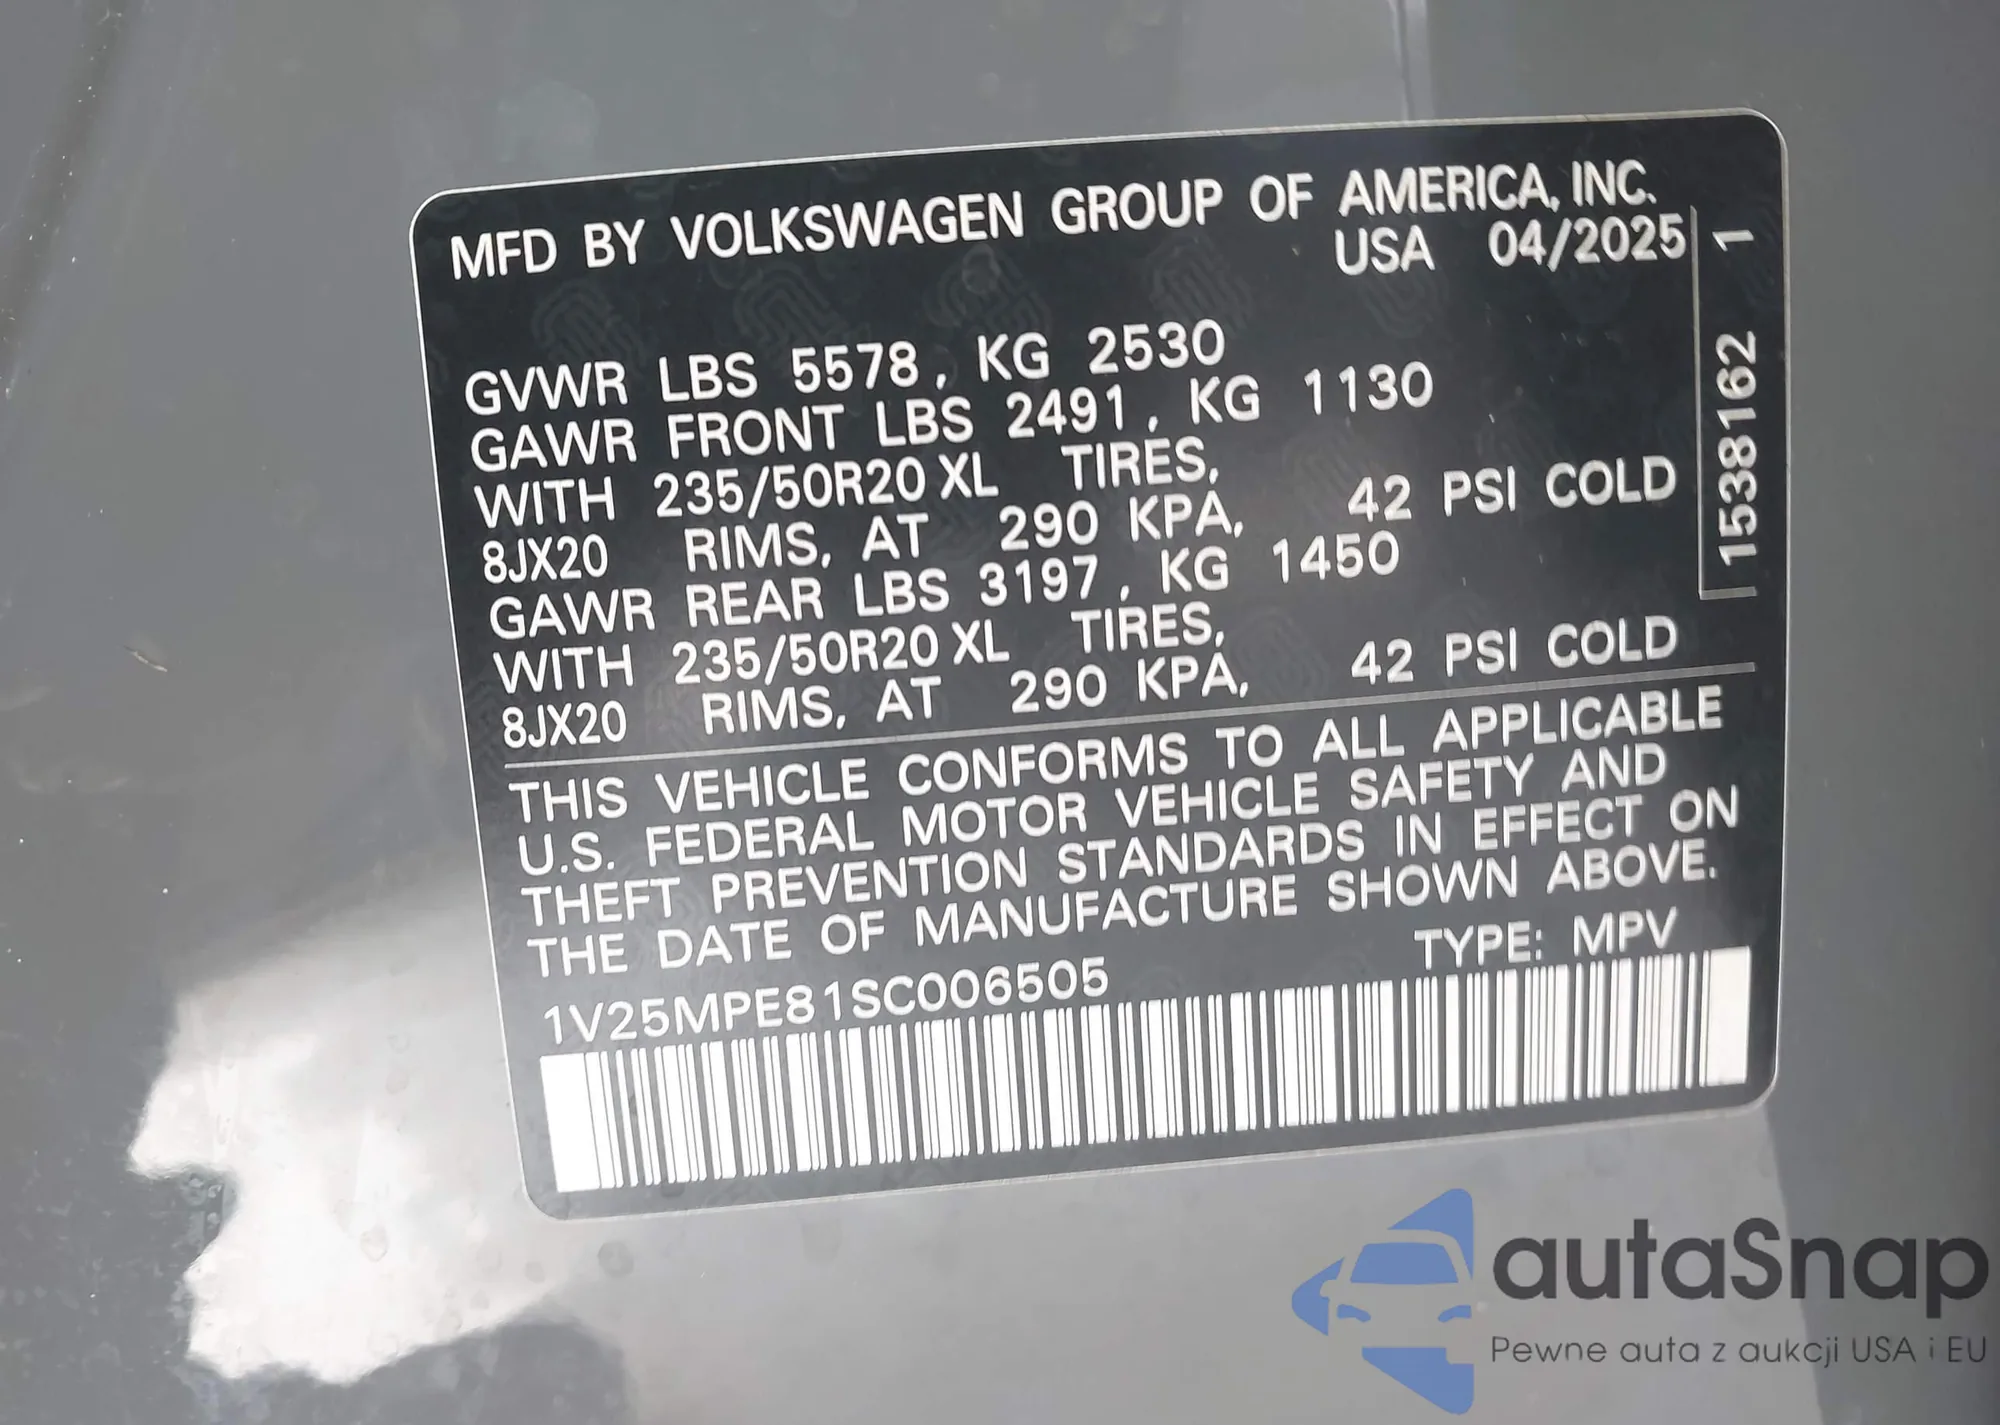 MFD BY VOLKSWAGEN GROUP OF AMERICA, INC.
USA 04/2025
GVWR LBS 5578, KG 2530
GAWR FRONT LBS 2491, KG 1130
WITH 235/50R20 XL TIRES,
8JX20 RIMS, AT 290 KPA, 42 PSI COLD
GAWR REAR LBS 3197, KG 1450
WITH 235/50R20 XL TIRES,
8JX20 RIMS, AT 290 KPA, 42 PSI COLD
1538162 1
THIS VEHICLE CONFORMS TO ALL APPLICABLE
U.S. FEDERAL MOTOR VEHICLE SAFETY AND
THEFT PREVENTION STANDARDS IN EFFECT ON
THE DATE OF MANUFACTURE SHOWN ABOVE.
1V25MPE81SC006505 TYPE: MPV
autaSnap
Pewne auta z aukcji USA i EU